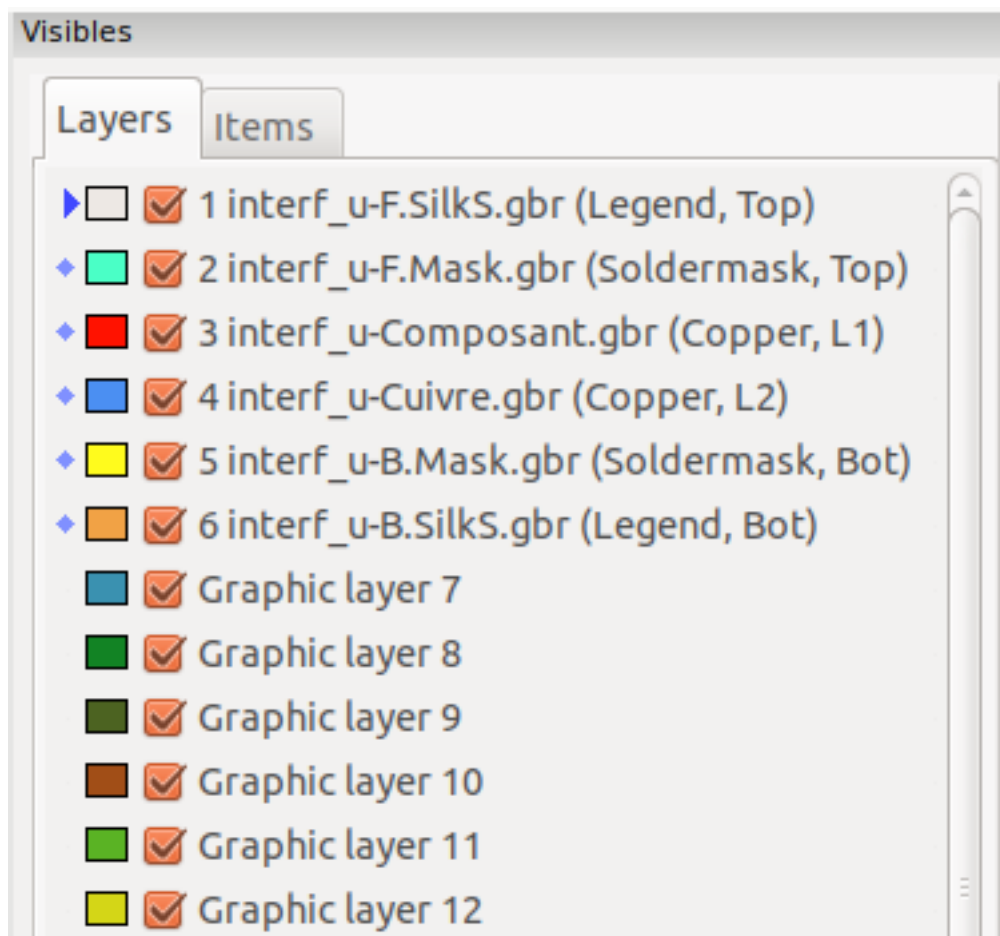 Visibles
Layers Items
1 interf_u-F.SilkS.gbr (Legend, Top)
2 interf_u-F.Mask.gbr (Soldermask, Top)
3 interf_u-Composant.gbr (Copper, L1)
4 interf_u-Cuivre.gbr (Copper, L2)
5 interf_u-B.Mask.gbr (Soldermask, Bot)
6 interf_u-B.SilkS.gbr (Legend, Bot)
Graphic layer 7
Graphic layer 8
Graphic layer 9
Graphic layer 10
Graphic layer 11
Graphic layer 12